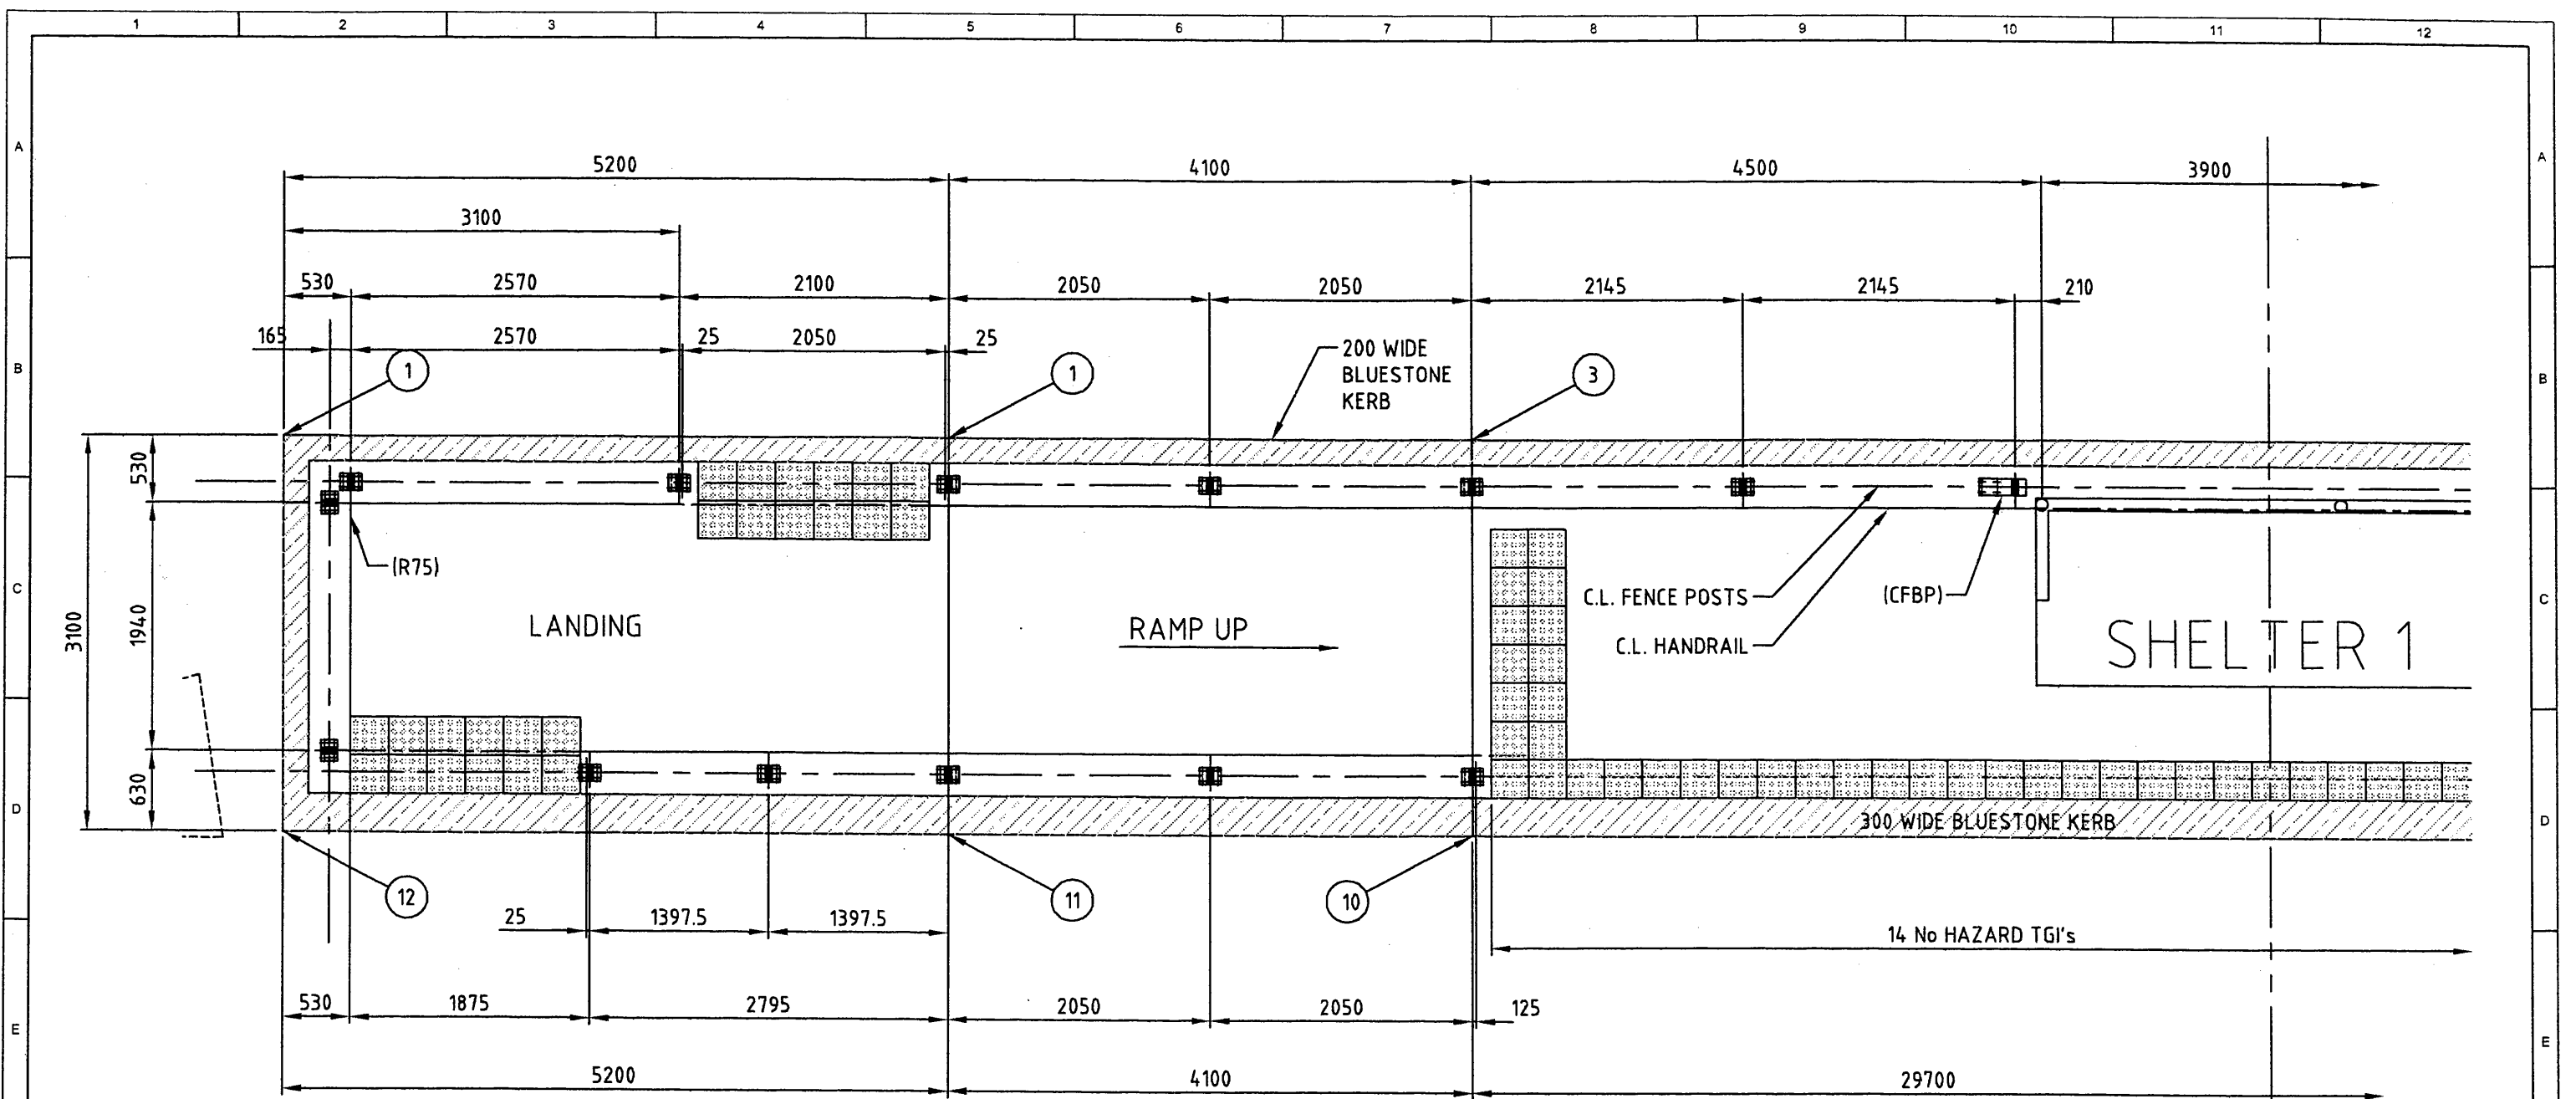 1 2 3 4 5 6 7 8 9 10 11 12
A A
5200 4100 4500 3900
3100
530 2570 2100 2050 2050 2145 2145 210
165 2570 25 2050 25
B B
1 1 3
200 WIDE
BLUESTONE
KERB
530
(R75)
C C
3100
1940
LANDING
RAMP UP
C.L. FENCE POSTS
(CFBP)
C.L. HANDRAIL
SHELTER 1
630
D D
300 WIDE BLUESTONE KERB
12 11 10
25 1397.5 1397.5
14 No HAZARD TGI's
530 1875 2795 2050 2050 125
E E
5200 4100 29700